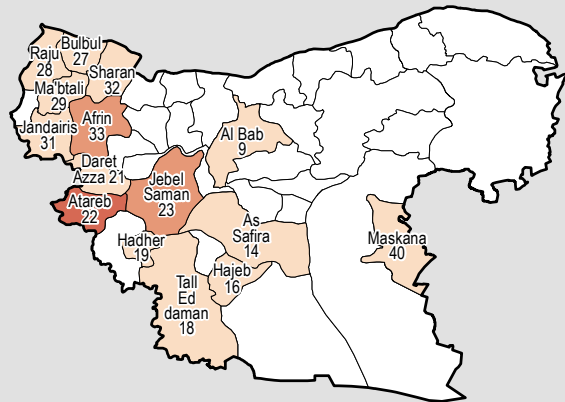 Bulbul
27
Raju
28
Sharan
32
Ma'btali
29
Afrin
33
Jandairis
31
Al Bab
9
Daret
Azza 21
Jebel
Saman
23
Atareb
22
As
Safira
14
Maskana
40
Hadher
19
Hajeb
16
Tall
Ed
daman
18